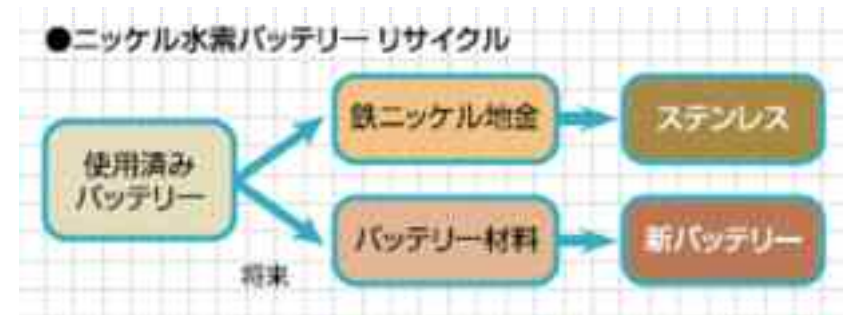 ●ニッケル水素バッテリー リサイクル
使用済み
バッテリー
鉄ニッケル地金
ステンレス
バッテリー材料
新バッテリー
将来